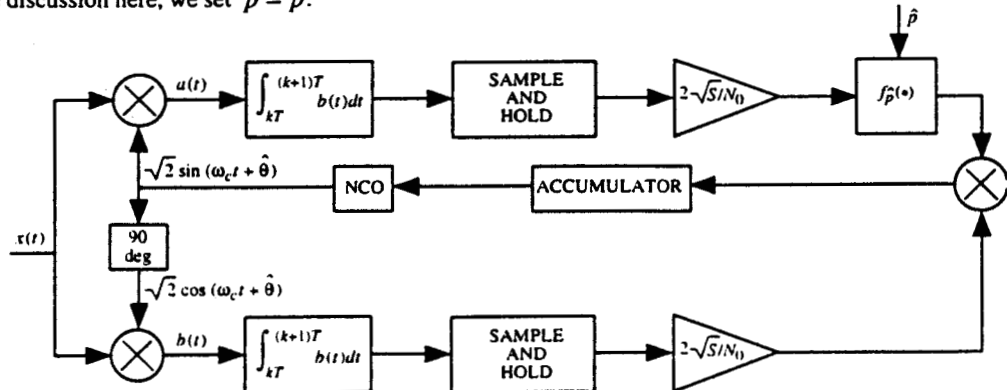 discussion here, we set p = p.
p̂
a(t)
∫_{kT}^{(k+1)T} b(t)dt
SAMPLE
AND
HOLD
2√S/N₀
f_p̂(•)
√2 sin (ω_c t + θ̂)
NCO
ACCUMULATOR
x(t)
90
deg
√2 cos (ω_c t + θ̂)
b(t)
∫_{kT}^{(k+1)T} b(t)dt
SAMPLE
AND
HOLD
2√S/N₀